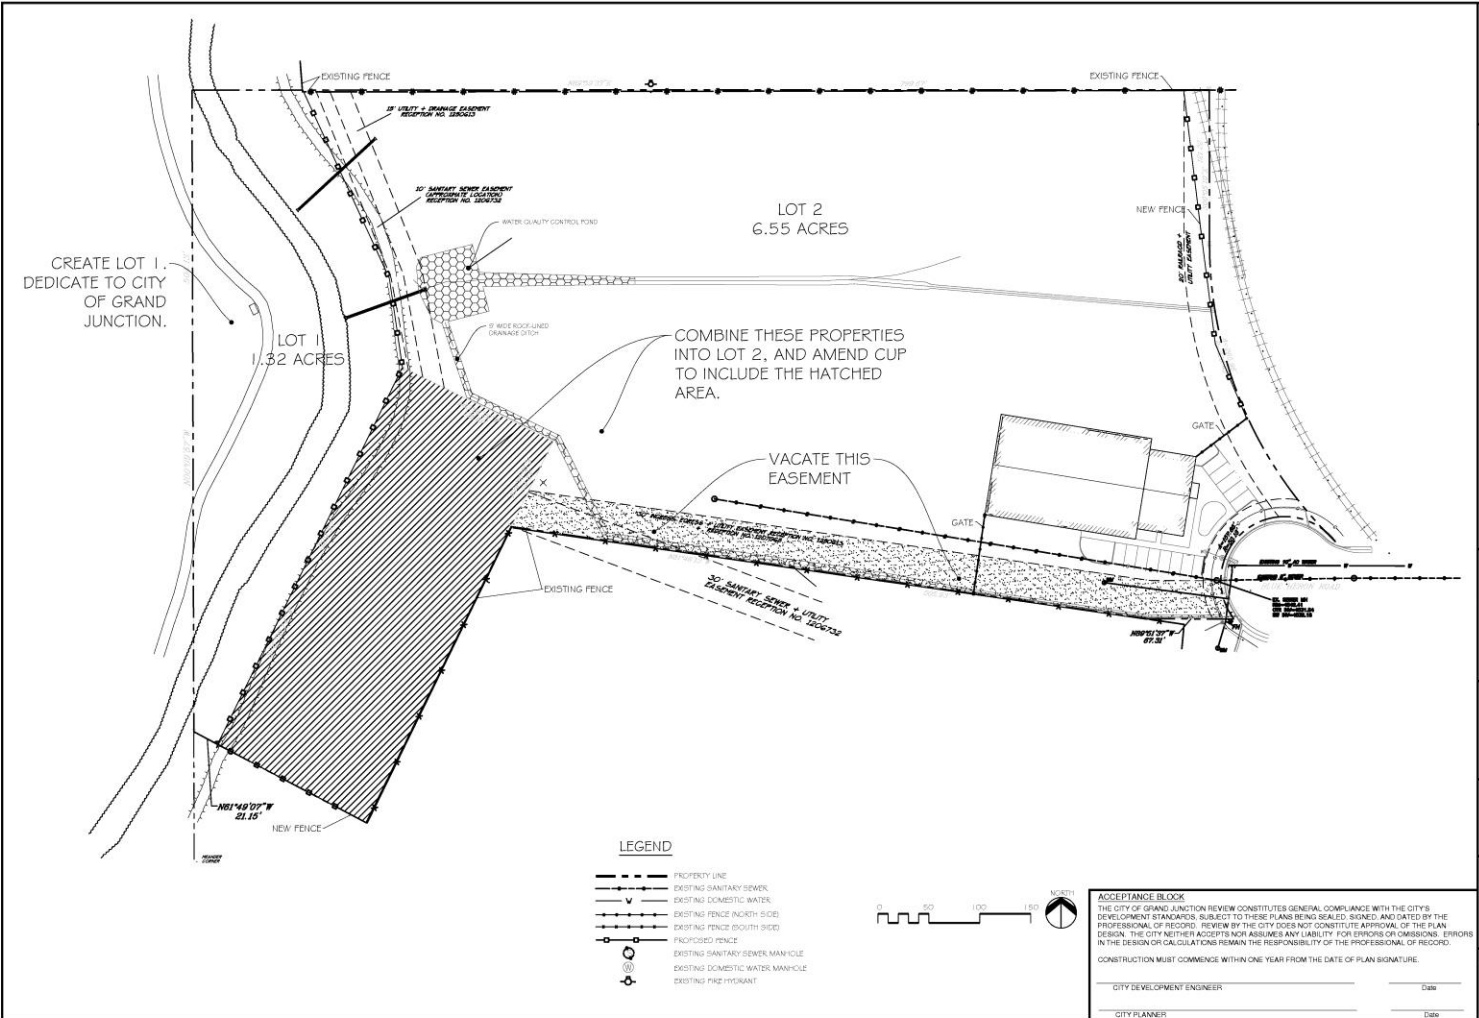 EXISTING FENCE
EXISTING FENCE
15' UTILITY + DRAINAGE EASEMENT
RECEPTION NO. 1250613
10' SANITARY SEWER EASEMENT
(APPROXIMATE LOCATION)
RECEPTION NO. 1206732
WATER QUALITY CONTROL POND
LOT 2
6.55 ACRES
NEW FENCE
UTILITY EASEMENT
CREATE LOT 1.
DEDICATE TO CITY
OF GRAND
JUNCTION.
LOT 1
1.32 ACRES
WIDE ROCK-LINED
DRAINAGE DITCH
COMBINE THESE PROPERTIES
INTO LOT 2, AND AMEND CUP
TO INCLUDE THE HATCHED
AREA.
GATE
VACATE THIS
EASEMENT
GATE
EXISTING FENCE
30' SANITARY SEWER + UTILITY
EASEMENT RECEPTION NO. 1206732
N89°51'37"W
67.31'
N61°49'07"W
21.15'
NEW FENCE
MEANDER
CORNER
LEGEND
PROPERTY LINE
EXISTING SANITARY SEWER
W EXISTING DOMESTIC WATER
EXISTING FENCE (NORTH SIDE)
EXISTING FENCE (SOUTH SIDE)
PROPOSED FENCE
EXISTING SANITARY SEWER MANHOLE
W EXISTING DOMESTIC WATER MANHOLE
EXISTING FIRE HYDRANT
0 50 100 150
NORTH
ACCEPTANCE BLOCK
THE CITY OF GRAND JUNCTION REVIEW CONSTITUTES GENERAL COMPLIANCE WITH THE CITY'S
DEVELOPMENT STANDARDS, SUBJECT TO THESE PLANS BEING SEALED, SIGNED, AND DATED BY THE
PROFESSIONAL OF RECORD. REVIEW BY THE CITY DOES NOT CONSTITUTE APPROVAL OF THE PLAN
DESIGN. THE CITY NEITHER ACCEPTS NOR ASSUMES ANY LIABILITY FOR ERRORS OR OMISSIONS. ERRORS
IN THE DESIGN OR CALCULATIONS REMAIN THE RESPONSIBILITY OF THE PROFESSIONAL OF RECORD.
CONSTRUCTION MUST COMMENCE WITHIN ONE YEAR FROM THE DATE OF PLAN SIGNATURE.
CITY DEVELOPMENT ENGINEER Date
CITY PLANNER Date